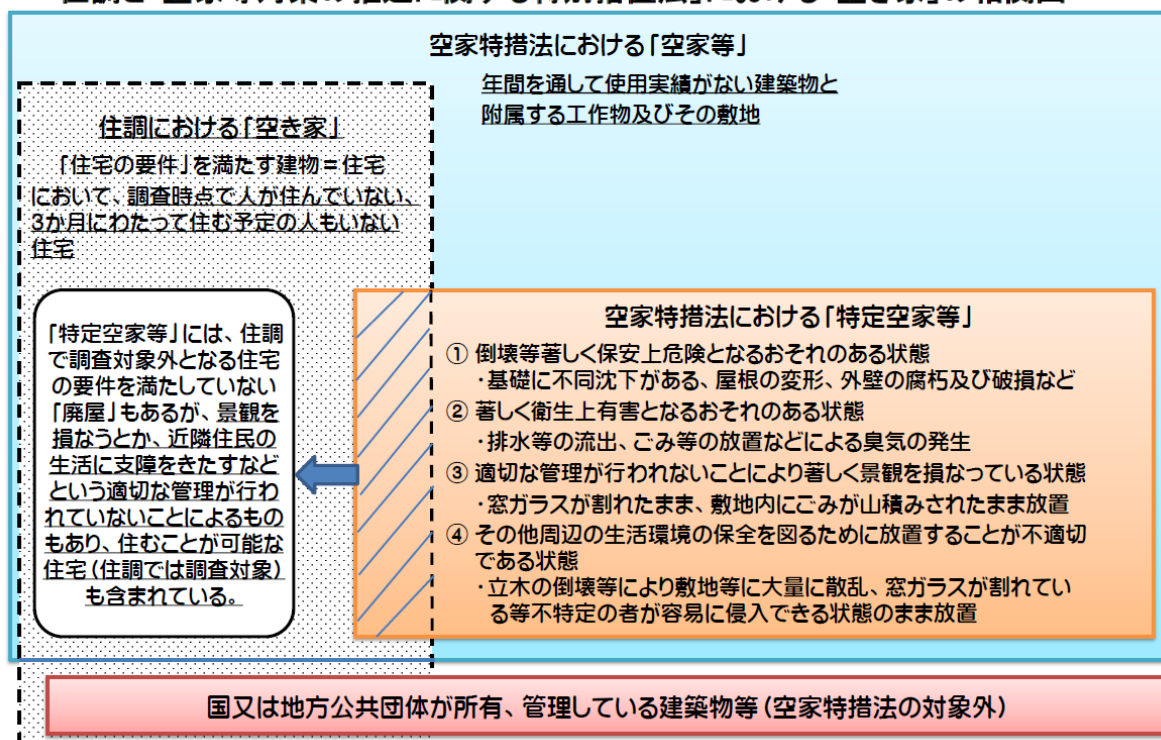 空家特措法における「空家等」
年間を通して使用実績がない建築物と
附属する工作物及びその敷地
住調における「空き家」
「住宅の要件」を満たす建物＝住宅
において、調査時点で人が住んでいない、
3か月にわたって住む予定の人もいない
住宅
「特定空家等」には、住調
で調査対象外となる住宅
の要件を満たしていない
「廃屋」もあるが、景観を
損なうとか、近隣住民の
生活に支障をきたすなど
という適切な管理が行わ
れていないことによるもの
もあり、住むことが可能な
住宅（住調では調査対象）
も含まれている。
空家特措法における「特定空家等」
① 倒壊等著しく保安上危険となるおそれのある状態
・基礎に不同沈下がある、屋根の変形、外壁の腐朽及び破損など
② 著しく衛生上有害となるおそれのある状態
・排水等の流出、ごみ等の放置などによる臭気の発生
③ 適切な管理が行われないことにより著しく景観を損なっている状態
・窓ガラスが割れたまま、敷地内にごみが山積みされたまま放置
④ その他周辺の生活環境の保全を図るために放置することが不適切
である状態
・立木の倒壊等により敷地等に大量に散乱、窓ガラスが割れてい
る等不特定の者が容易に侵入できる状態のまま放置
国又は地方公共団体が所有、管理している建築物等（空家特措法の対象外）